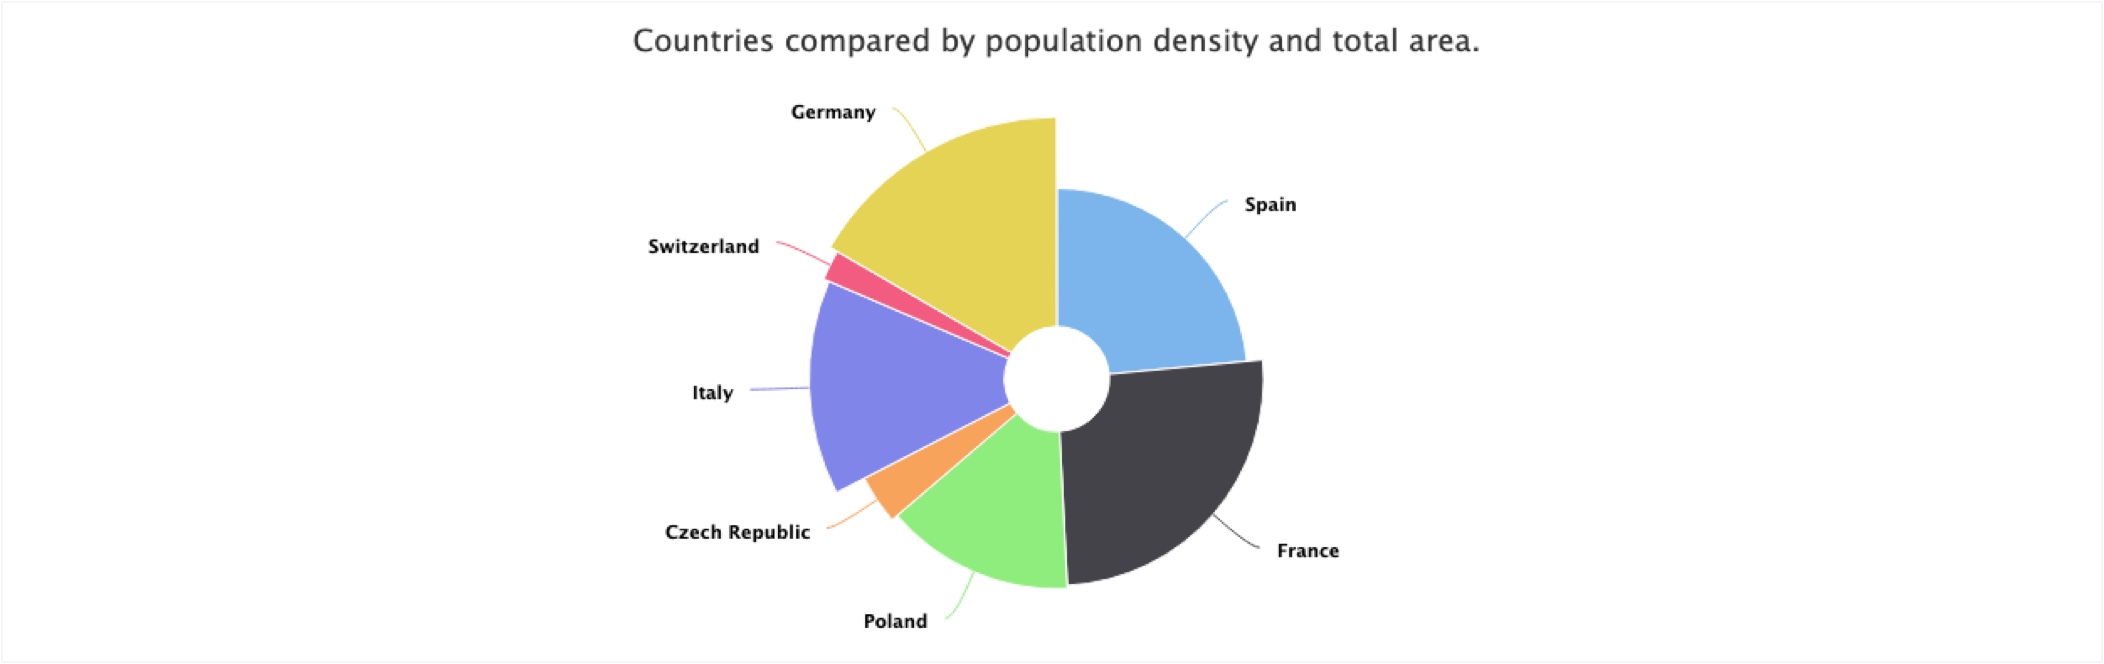 Countries compared by population density and total area.
Germany
Spain
Switzerland
Italy
Czech Republic
France
Poland